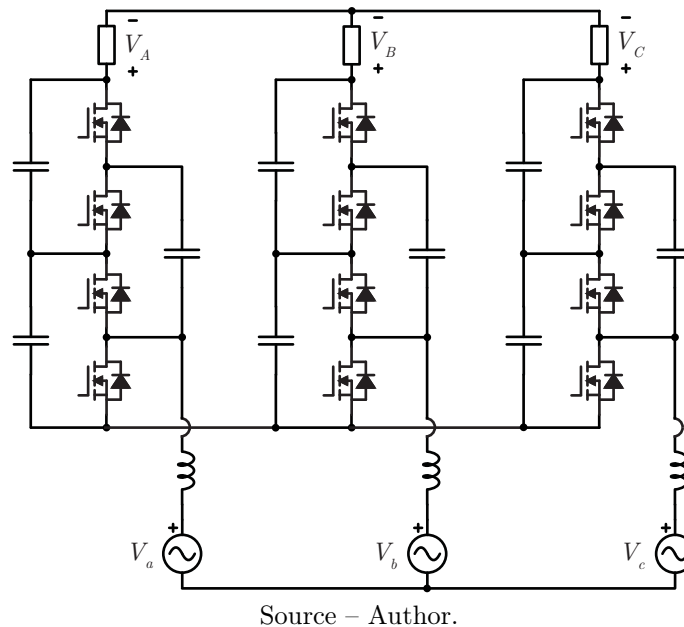 − − −
V_A V_B V_C
+ + +
+ + +
V_a V_b V_c
Source – Author.